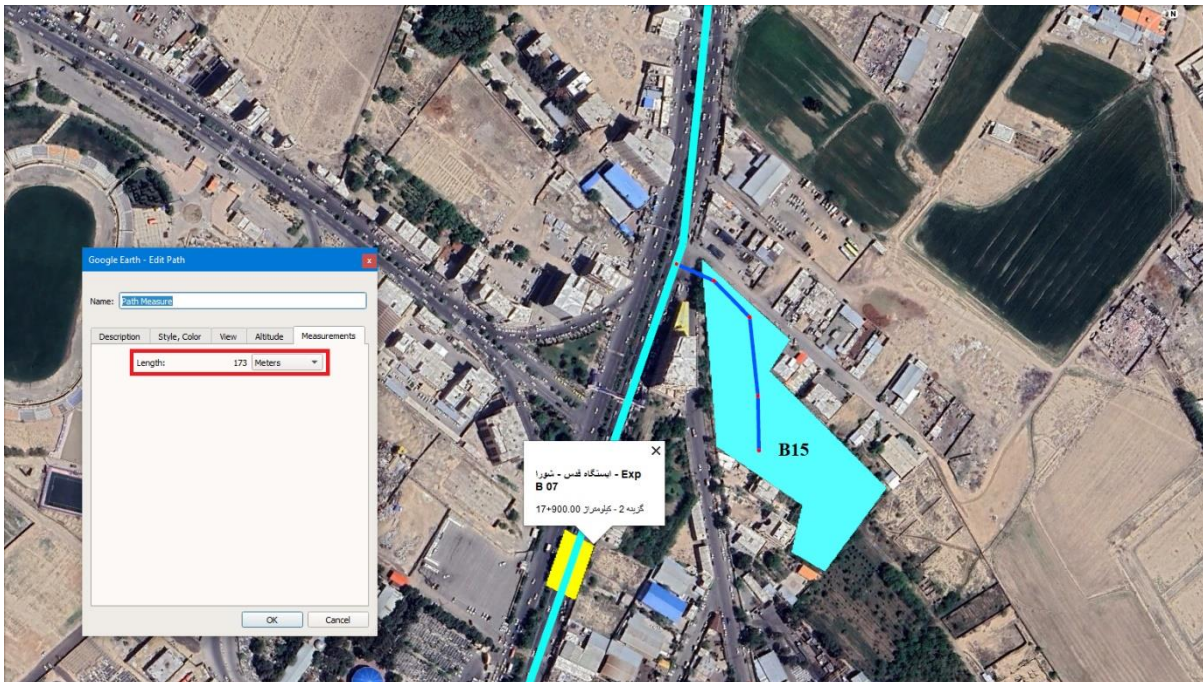 N
Google Earth - Edit Path
x
Name: Path Measure
Description Style, Color View Altitude Measurements
Length: 173 Meters
OK Cancel
Exp - ایستگاه قدس - شورا
B 07
گزینه 2 - کیلومتراژ 17+900.00
B15